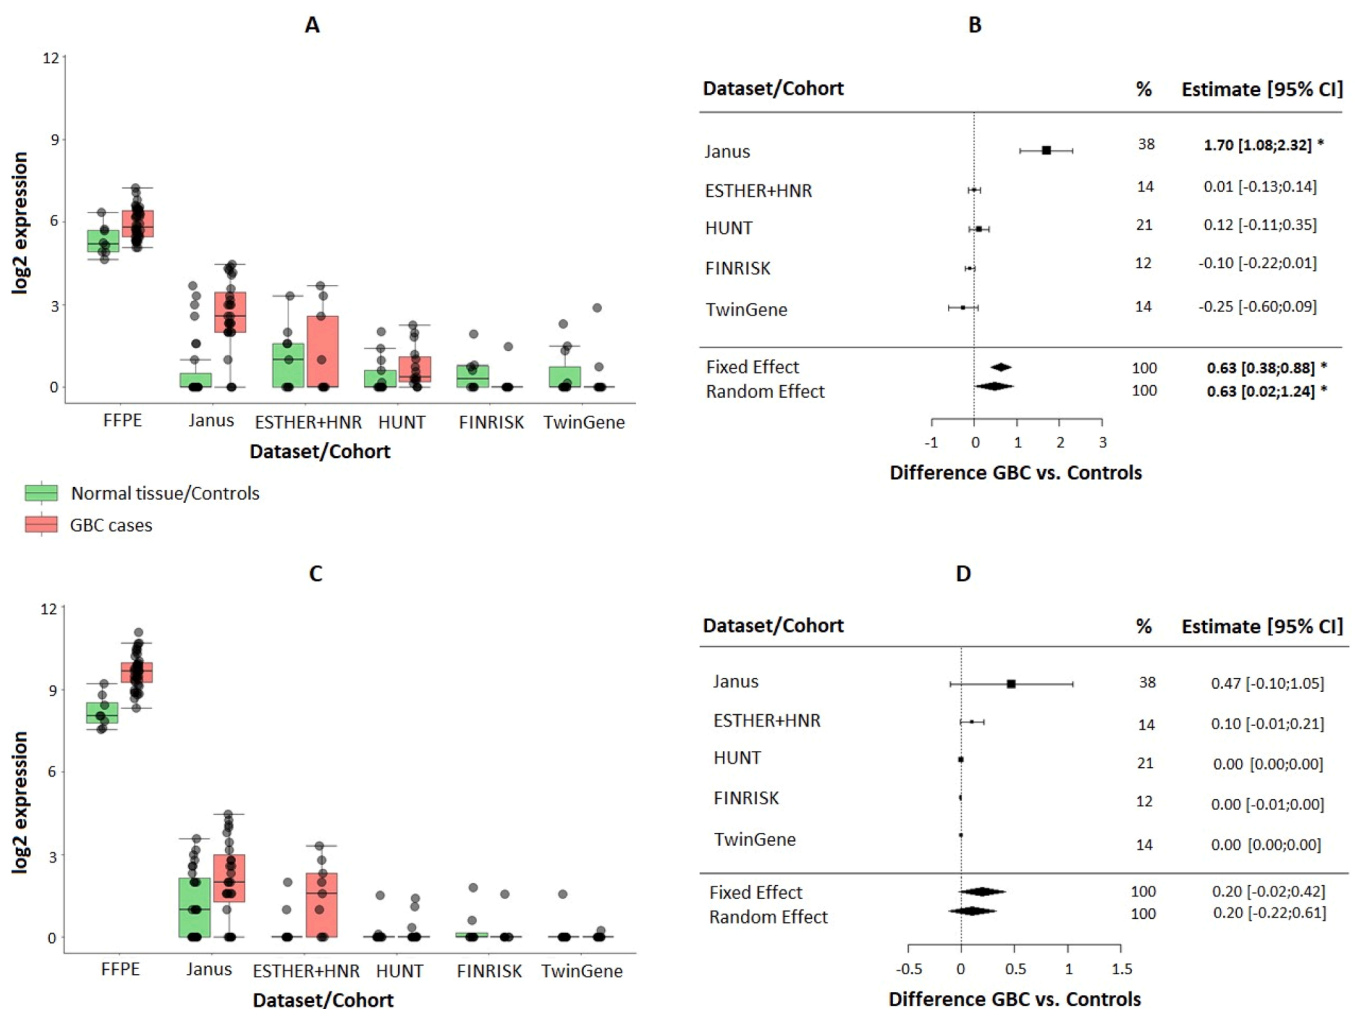 A
12
9
6
3
0
log2 expression
FFPE
Janus
ESTHER+HNR
HUNT
FINRISK
TwinGene
Dataset/Cohort
Normal tissue/Controls
GBC cases
B
Dataset/Cohort % Estimate [95% CI]
Janus 38 1.70 [1.08;2.32] *
ESTHER+HNR 14 0.01 [-0.13;0.14]
HUNT 21 0.12 [-0.11;0.35]
FINRISK 12 -0.10 [-0.22;0.01]
TwinGene 14 -0.25 [-0.60;0.09]
Fixed Effect 100 0.63 [0.38;0.88] *
Random Effect 100 0.63 [0.02;1.24] *
-1 0 1 2 3
Difference GBC vs. Controls
C
12
9
6
3
0
log2 expression
FFPE
Janus
ESTHER+HNR
HUNT
FINRISK
TwinGene
Dataset/Cohort
D
Dataset/Cohort % Estimate [95% CI]
Janus 38 0.47 [-0.10;1.05]
ESTHER+HNR 14 0.10 [-0.01;0.21]
HUNT 21 0.00 [0.00;0.00]
FINRISK 12 0.00 [-0.01;0.00]
TwinGene 14 0.00 [0.00;0.00]
Fixed Effect 100 0.20 [-0.02;0.42]
Random Effect 100 0.20 [-0.22;0.61]
-0.5 0 0.5 1 1.5
Difference GBC vs. Controls